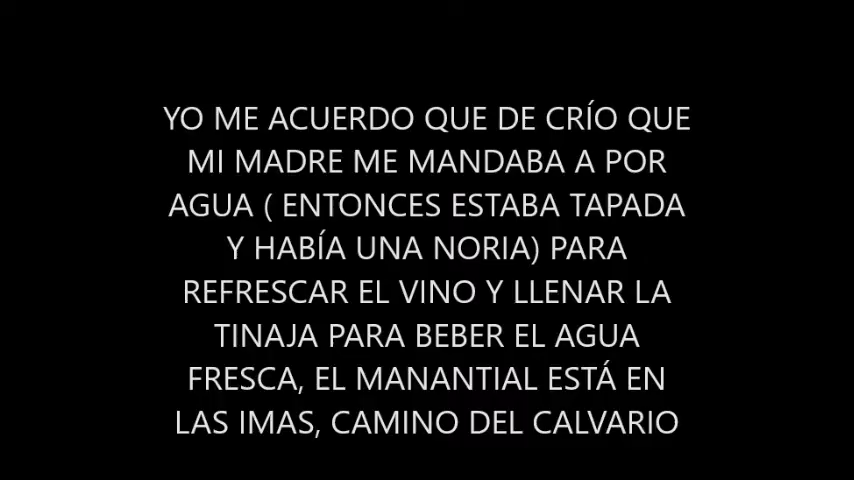 YO ME ACUERDO QUE DE CRÍO QUE
MI MADRE ME MANDABA A POR
AGUA ( ENTONCES ESTABA TAPADA
Y HABÍA UNA NORIA) PARA
REFRESCAR EL VINO Y LLENAR LA
TINAJA PARA BEBER EL AGUA
FRESCA, EL MANANTIAL ESTÁ EN
LAS IMAS, CAMINO DEL CALVARIO